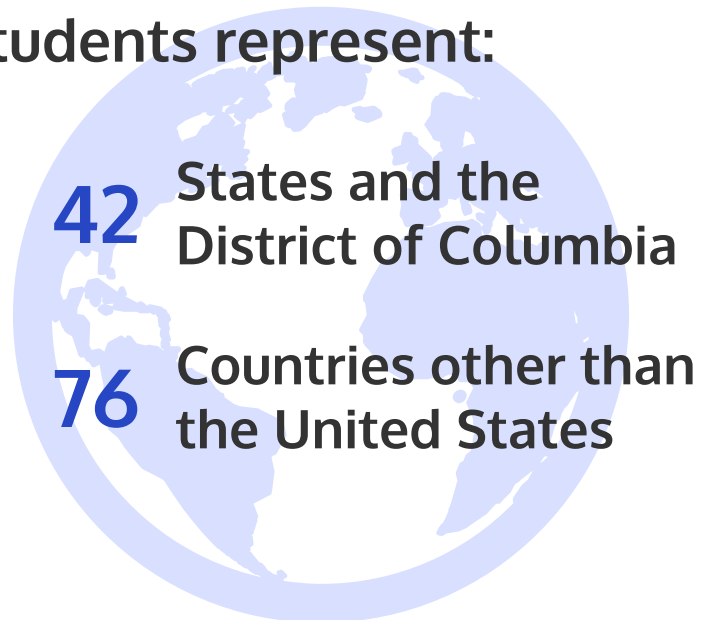 tudents represent:
42 States and the
District of Columbia
76 Countries other than
the United States